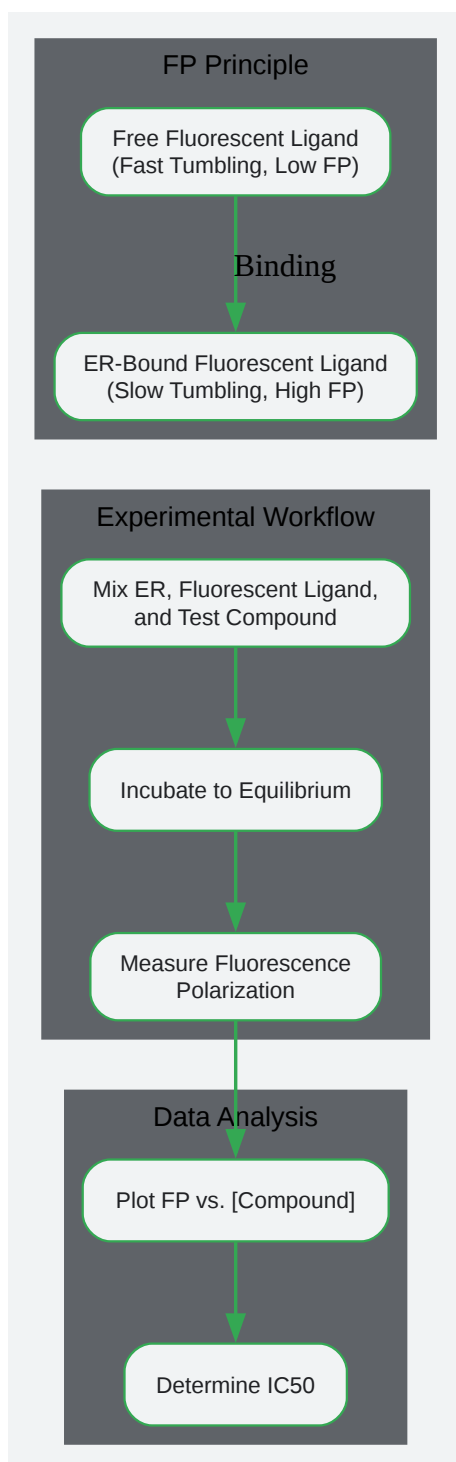 FP Principle
Free Fluorescent Ligand
(Fast Tumbling, Low FP)
Binding
ER-Bound Fluorescent Ligand
(Slow Tumbling, High FP)
Experimental Workflow
Mix ER, Fluorescent Ligand,
and Test Compound
Incubate to Equilibrium
Measure Fluorescence
Polarization
Data Analysis
Plot FP vs. [Compound]
Determine IC50